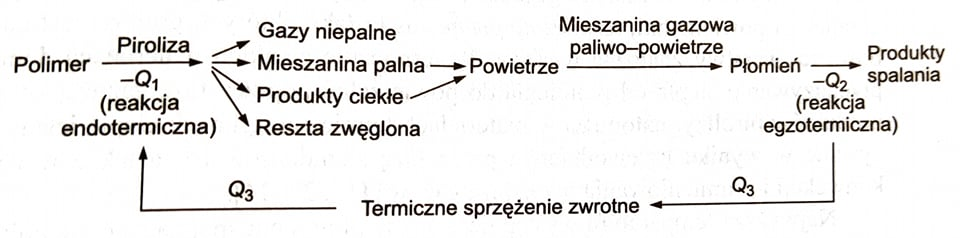 Polimer
Piroliza
–Q1
(reakcja
endotermiczna)
Gazy niepalne
Mieszanina palna
Produkty ciekłe
Reszta zwęglona
Powietrze
Mieszanina gazowa
paliwo–powietrze
Płomień
–Q2
(reakcja
egzotermiczna)
Produkty
spalania
Q3
Termiczne sprzężenie zwrotne
Q3